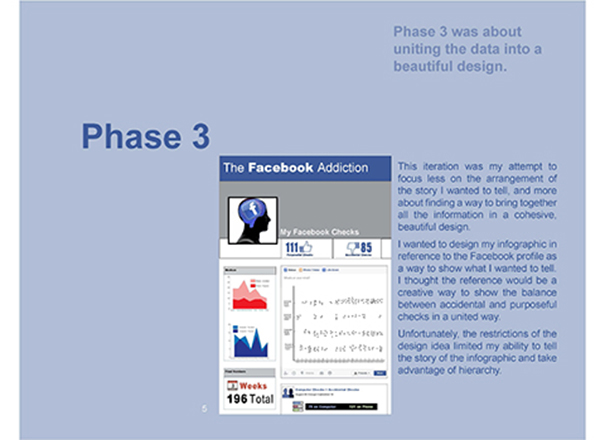 Phase 3 was about
uniting the data into a
beautiful design.
Phase 3
The Facebook Addiction
My Facebook Checks
111
85
3 Weeks
196 Total
This iteration was my attempt to
focus less on the arrangement of
the story I wanted to tell, and more
about finding a way to bring together
all the information in a cohesive,
beautiful design.
I wanted to design my infographic in
reference to the Facebook profile as
a way to show what I wanted to tell.
I thought the reference would be a
creative way to show the balance
between accidental and purposeful
checks in a united way.
Unfortunately, the restrictions of the
design idea limited my ability to tell
the story of the infographic and take
advantage of hierarchy.
5